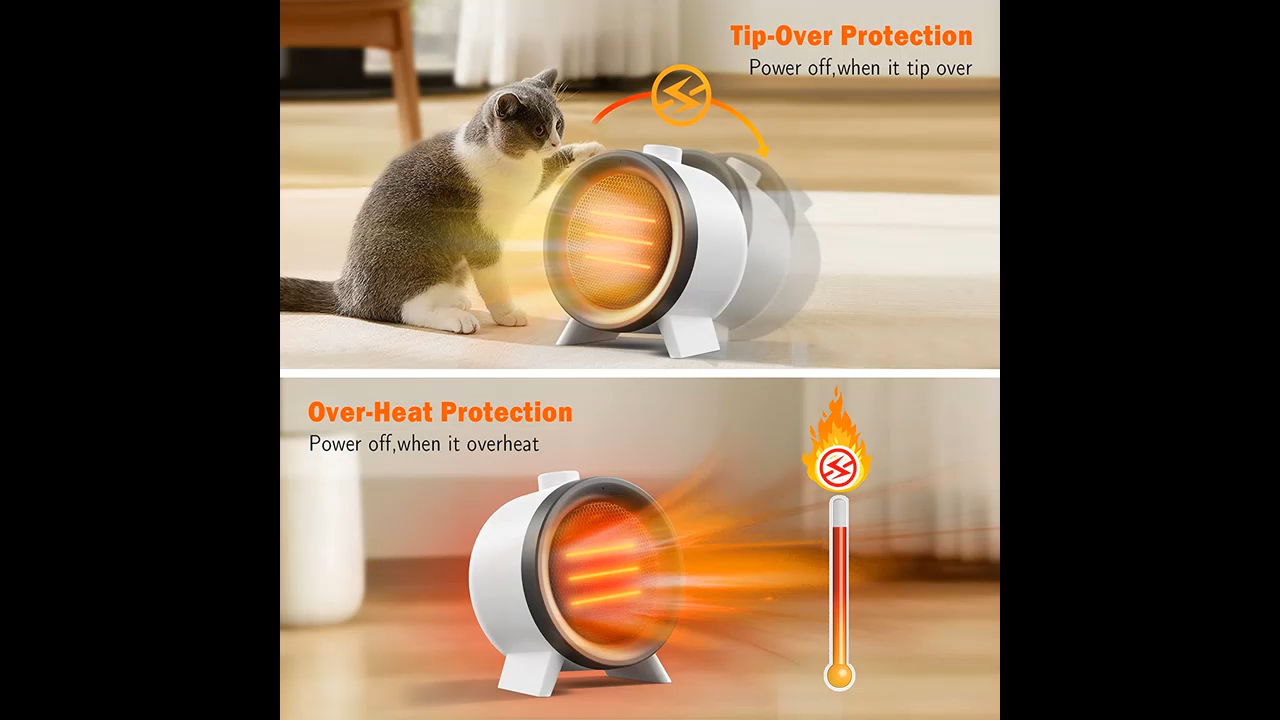 Tip-Over Protection
Power off,when it tip over
Over-Heat Protection
Power off,when it overheat